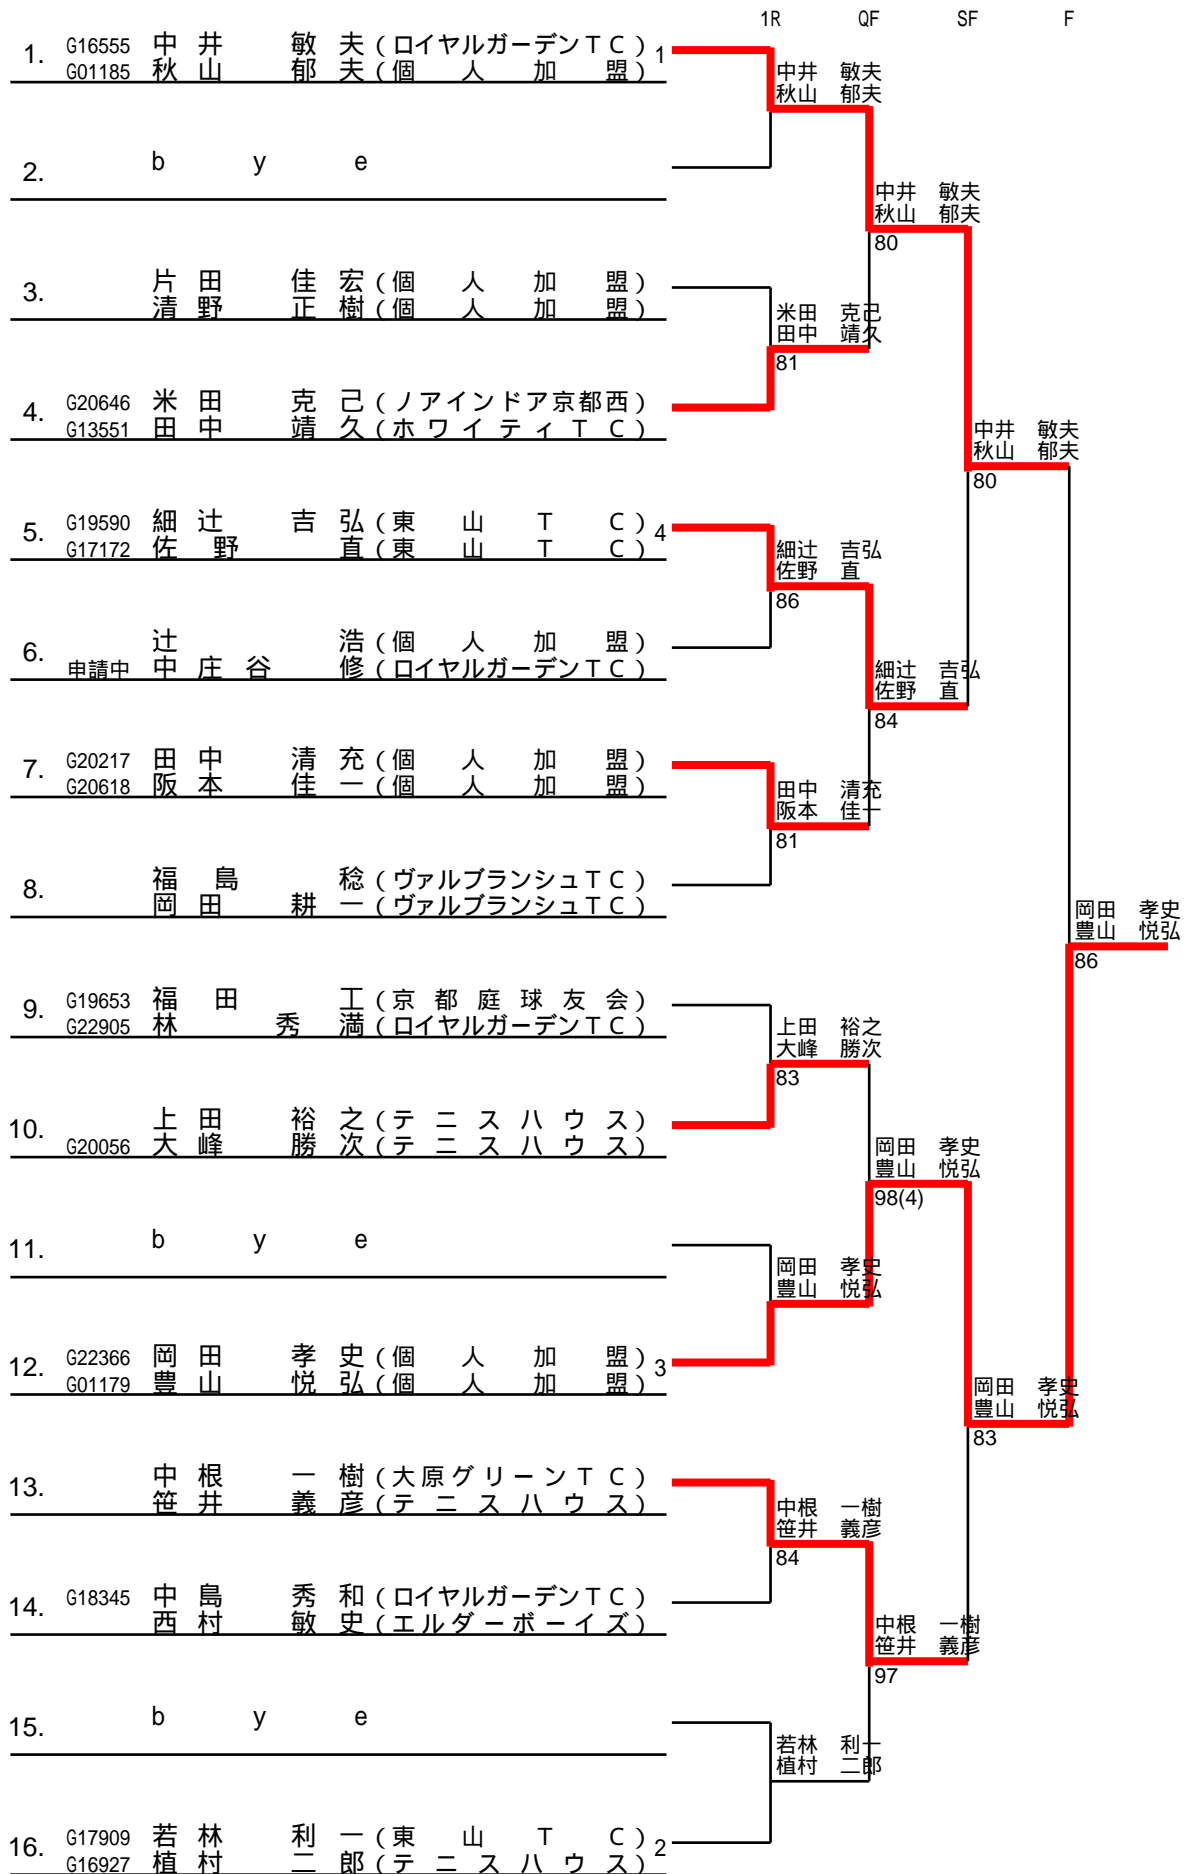 1R QF SF F
1. G16555 中井 敏夫(ロイヤルガーデンTC) 1
G01185 秋山 郁夫(個人加盟)
中井 敏夫
秋山 郁夫
2. bye
中井 敏夫
秋山 郁夫
80
3. 片田 佳宏(個人加盟)
清野 正樹(個人加盟)
米田 克己
田中 靖久
81
4. G20646 米田 克己(ノアインドア京都西)
G13551 田中 靖久(ホワイティTC)
中井 敏夫
秋山 郁夫
80
5. G19590 細辻 吉弘(東山TC) 4
G17172 佐野 直(東山TC)
細辻 吉弘
佐野 直
86
6. 辻 浩(個人加盟)
申請中 中庄谷 修(ロイヤルガーデンTC)
細辻 吉弘
佐野 直
84
7. G20217 田中 清充(個人加盟)
G20618 阪本 佳一(個人加盟)
田中 清充
阪本 佳一
81
8. 福島 稔(ヴァルブランシュTC)
岡田 耕一(ヴァルブランシュTC)
岡田 孝史
豊山 悦弘
86
9. G19653 福田 工(京都庭球友会)
G22905 林 秀満(ロイヤルガーデンTC)
上田 裕之
大峰 勝次
83
10. 上田 裕之(テニスハウス)
G20056 大峰 勝次(テニスハウス)
岡田 孝史
豊山 悦弘
98(4)
11. bye
岡田 孝史
豊山 悦弘
12. G22366 岡田 孝史(個人加盟) 3
G01179 豊山 悦弘(個人加盟)
岡田 孝史
豊山 悦弘
83
13. 中根 一樹(大原グリーンTC)
笹井 義彦(テニスハウス)
中根 一樹
笹井 義彦
84
14. G18345 中島 秀和(ロイヤルガーデンTC)
西村 敏史(エルダーボーイズ)
中根 一樹
笹井 義彦
97
15. bye
若林 利一
植村 二郎
16. G17909 若林 利一(東山TC) 2
G16927 植村 二郎(テニスハウス)